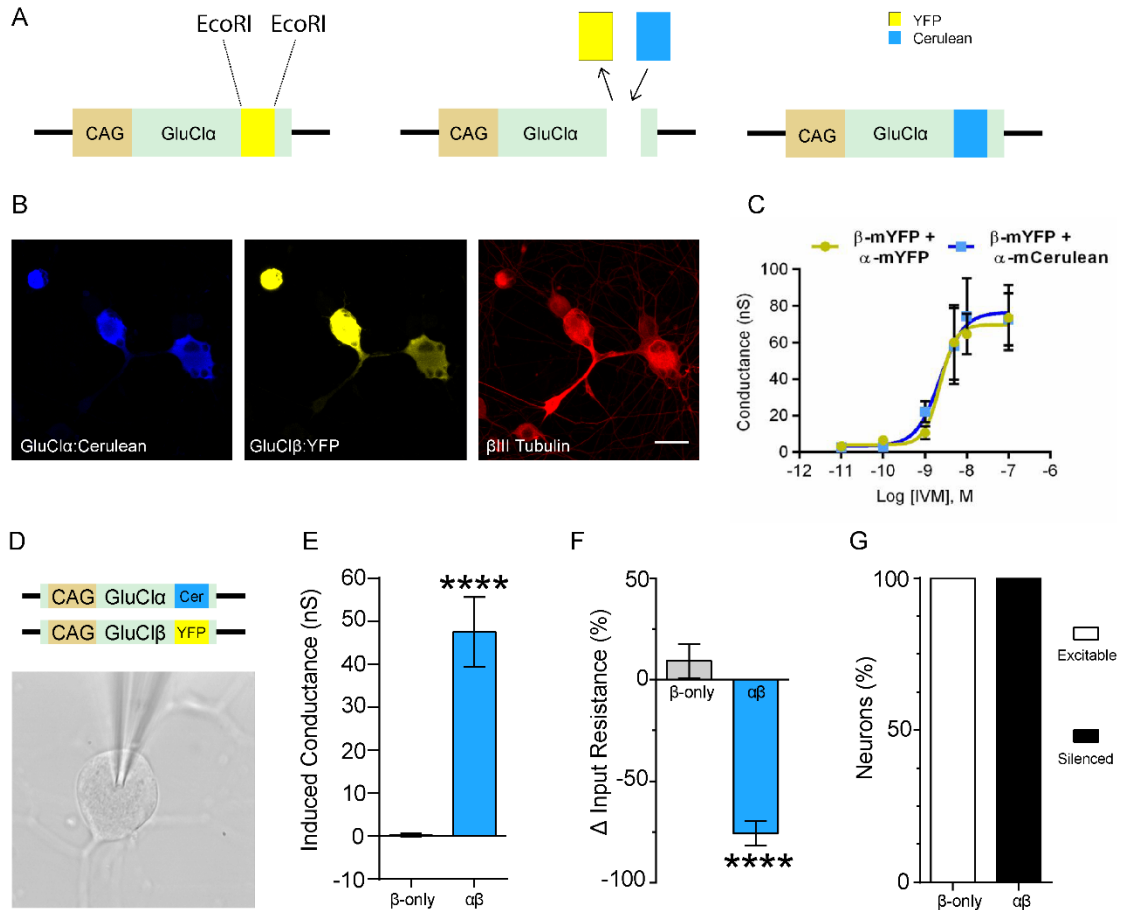 A
EcoRI EcoRI
YFP
Cerulean
CAG GluClα
CAG GluClα
CAG GluClα
B
GluClα:Cerulean
GluClβ:YFP
βIII Tubulin
C
β-mYFP + α-mYFP
β-mYFP + α-mCerulean
Conductance (nS)
100
80
60
40
20
0
-12 -11 -10 -9 -8 -7 -6
Log [IVM], M
D
CAG GluClα Cer
CAG GluClβ YFP
E
Induced Conductance (nS)
60
50
40
30
20
10
0
-10
****
β-only αβ
F
Δ Input Resistance (%)
50
0
-50
-100
β-only αβ
****
G
Neurons (%)
100
50
0
β-only αβ
Excitable
Silenced